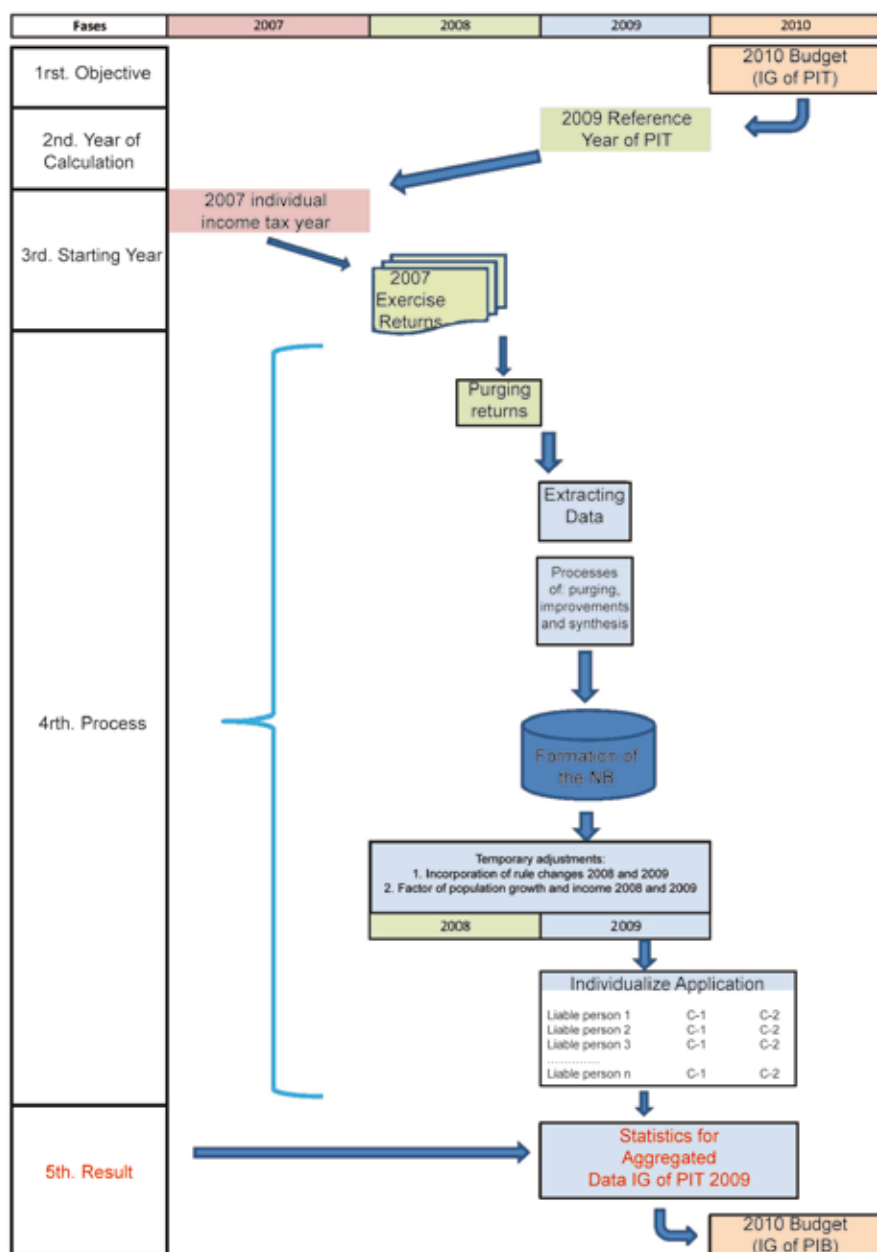 Fases 2007 2008 2009 2010
1rst. Objective
2010 Budget
(IG of PIT)
2nd. Year of
Calculation
2009 Reference
Year of PIT
3rd. Starting Year
2007 individual
income tax year
2007
Exercise
Returns
4rth. Process
Purging
returns
Extracting
Data
Processes
of: purging,
improvements
and synthesis
Formation of
the NB
Temporary adjustments:
1. Incorporation of rule changes 2008 and 2009
2. Factor of population growth and income 2008 and 2009
2008 2009
Individualize Application
Liable person 1 C-1 C-2
Liable person 2 C-1 C-2
Liable person 3 C-1 C-2
..............
Liable person n C-1 C-2
5th. Result
Statistics for
Aggregated
Data IG of PIT 2009
2010 Budget
(IG of PIB)